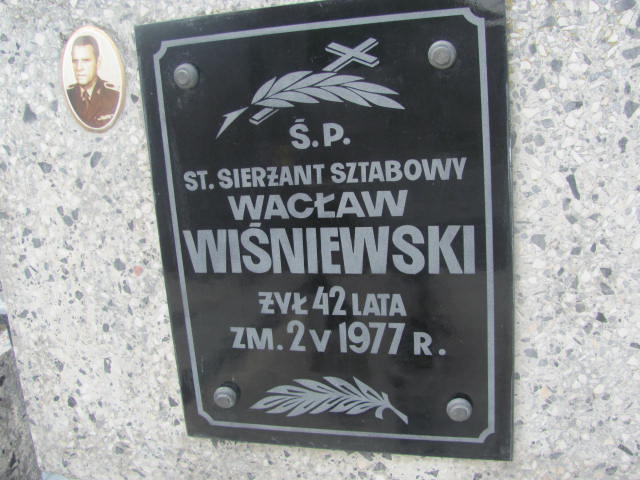 Ś.P.
ST. SIERŻANT SZTABOWY
WACŁAW
WIŚNIEWSKI
ŻYŁ 42 LATA
ZM. 2 V 1977 R.